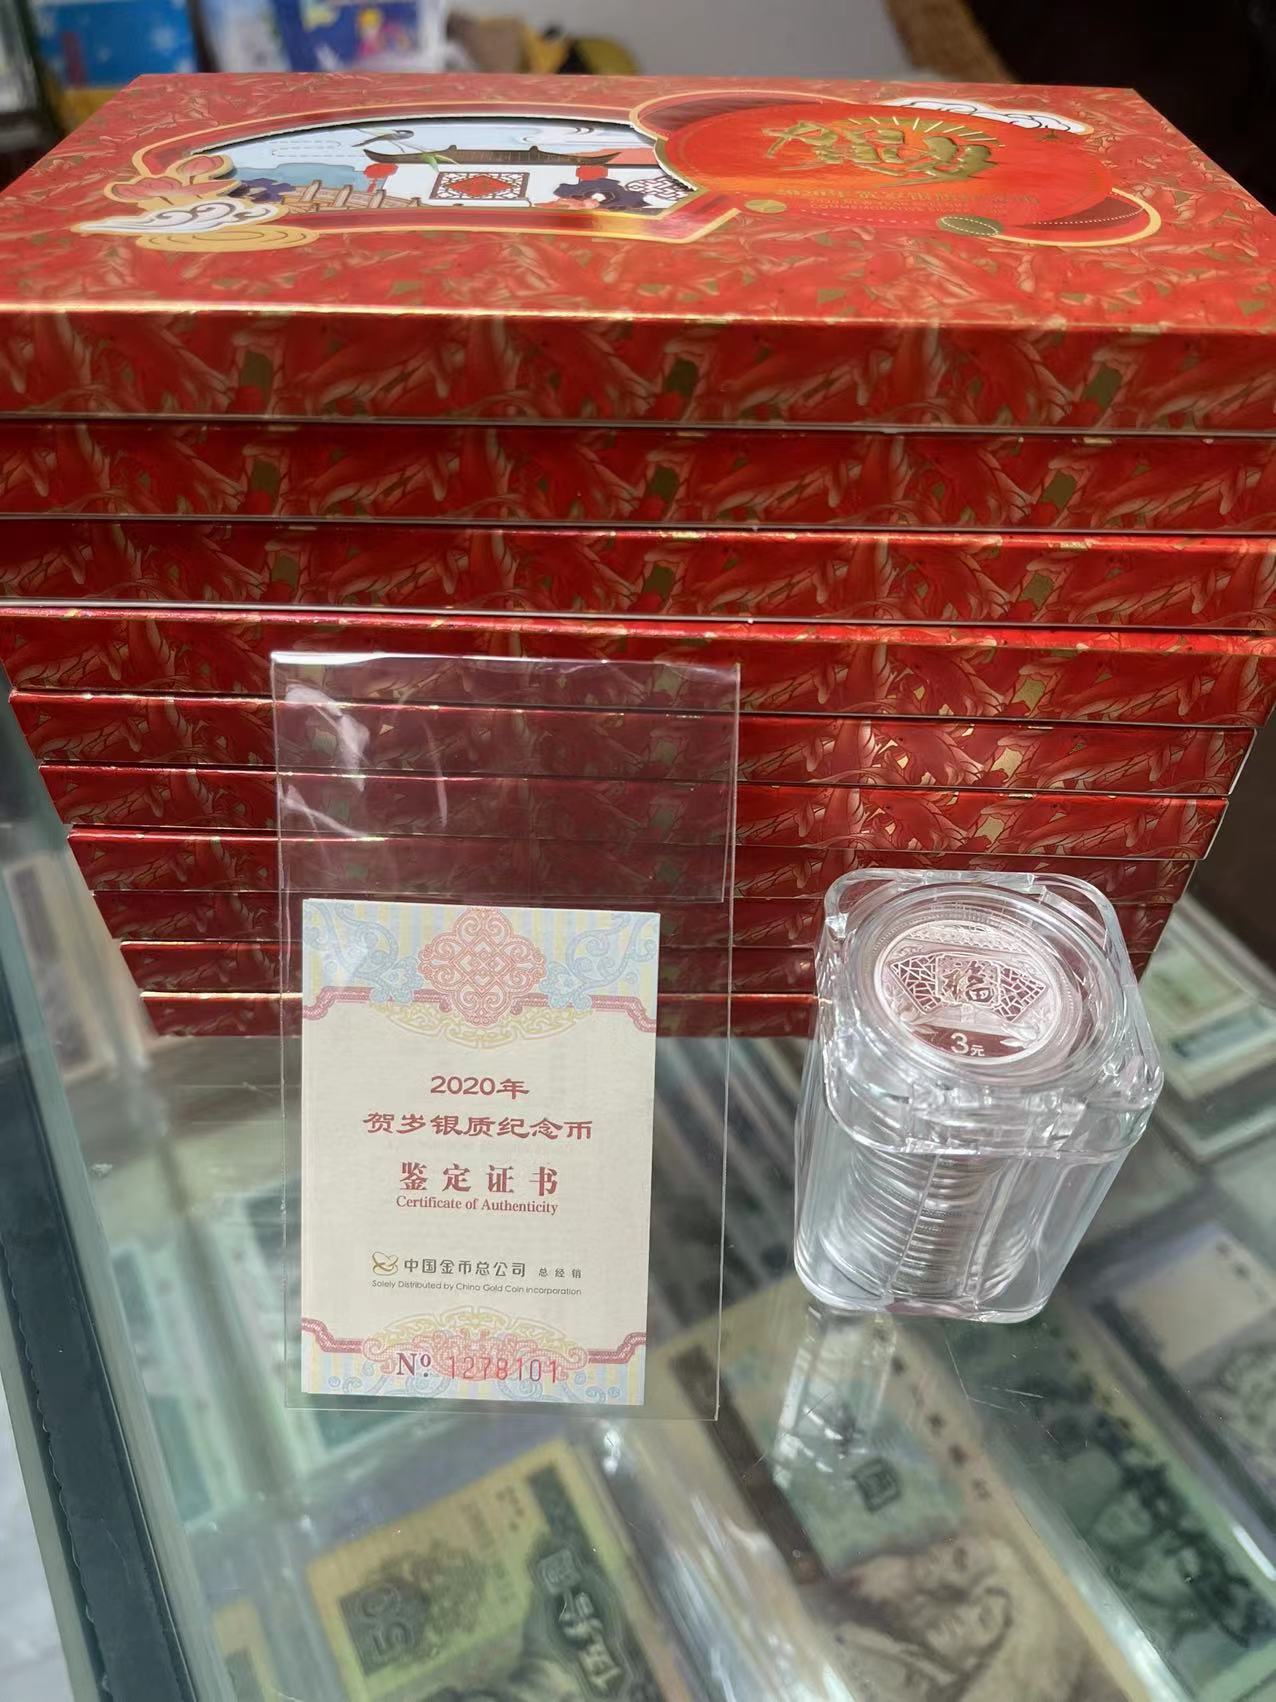 福
3元
2020年
贺岁银质纪念币
鉴定证书
Certificate of Authenticity
中国金币总公司 总经销
Solely Distributed by China Gold Coin Incorporation
Nº. 1278101